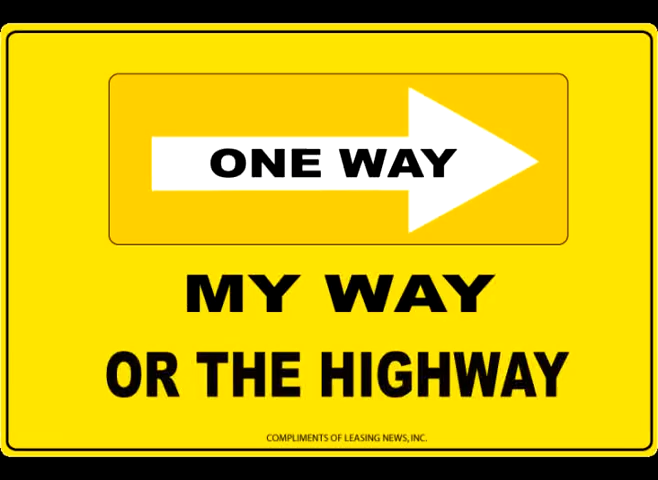 ONE WAY
MY WAY
OR THE HIGHWAY
COMPLIMENTS OF LEASING NEWS, INC.